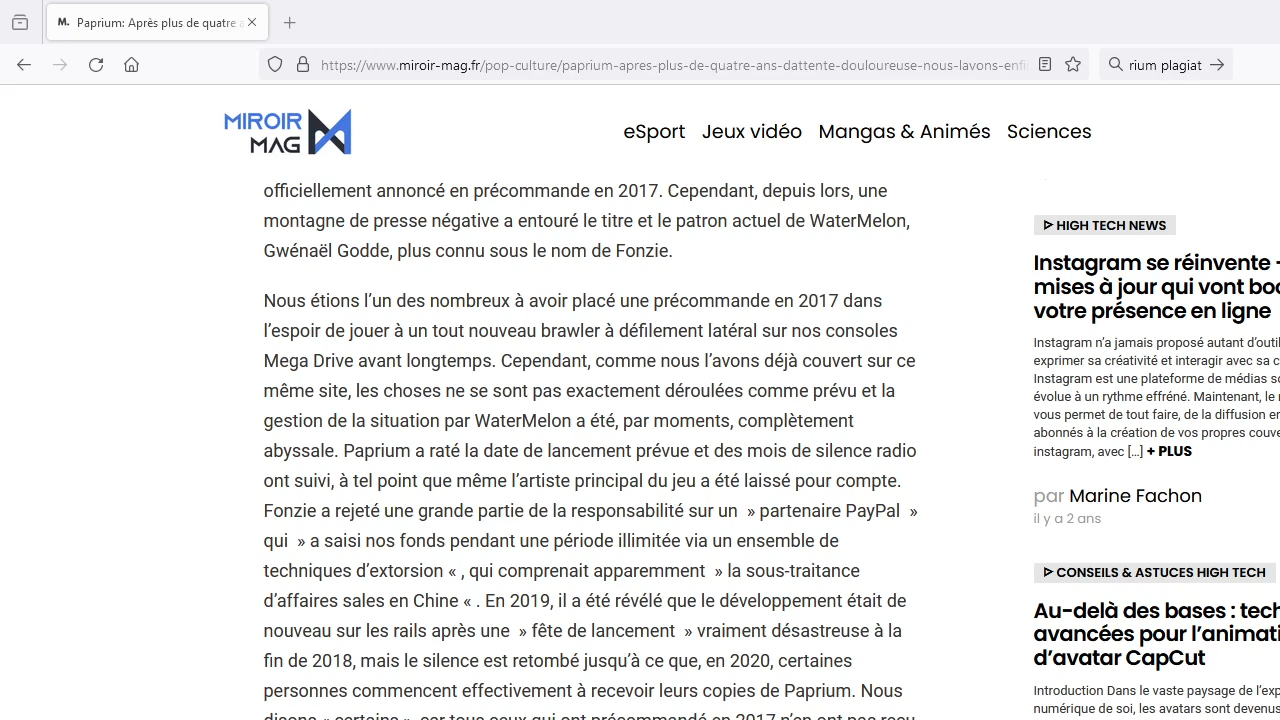 M. Paprium: Après plus de quatre a
https://www.miroir-mag.fr/pop-culture/paprium-apres-plus-de-quatre-ans-dattente-douloureuse-nous-lavons-enfi
rium plagiat
MIROIR
MAG
eSport Jeux vidéo Mangas & Animés Sciences
officiellement annoncé en précommande en 2017. Cependant, depuis lors, une
montagne de presse négative a entouré le titre et le patron actuel de WaterMelon,
Gwénaël Godde, plus connu sous le nom de Fonzie.
Nous étions l’un des nombreux à avoir placé une précommande en 2017 dans
l’espoir de jouer à un tout nouveau brawler à défilement latéral sur nos consoles
Mega Drive avant longtemps. Cependant, comme nous l’avons déjà couvert sur ce
même site, les choses ne se sont pas exactement déroulées comme prévu et la
gestion de la situation par WaterMelon a été, par moments, complètement
abyssale. Paprium a raté la date de lancement prévue et des mois de silence radio
ont suivi, à tel point que même l’artiste principal du jeu a été laissé pour compte.
Fonzie a rejeté une grande partie de la responsabilité sur un » partenaire PayPal »
qui » a saisi nos fonds pendant une période illimitée via un ensemble de
techniques d’extorsion « , qui comprenait apparemment » la sous-traitance
d’affaires sales en Chine « . En 2019, il a été révélé que le développement était de
nouveau sur les rails après une » fête de lancement » vraiment désastreuse à la
fin de 2018, mais le silence est retombé jusqu’à ce que, en 2020, certaines
personnes commencent effectivement à recevoir leurs copies de Paprium. Nous
disons « certains », car tous ceux qui ont précommandé en 2017 n’en ont pas reçu
HIGH TECH NEWS
Instagram se réinvente -
mises à jour qui vont boo
votre présence en ligne
Instagram n’a jamais proposé autant d’outil
exprimer sa créativité et interagir avec sa c
Instagram est une plateforme de médias so
évolue à un rythme effréné. Maintenant, le r
vous permet de tout faire, de la diffusion en
abonnés à la création de vos propres couve
instagram, avec […] + PLUS
par Marine Fachon
il y a 2 ans
CONSEILS & ASTUCES HIGH TECH
Au-delà des bases : tech
avancées pour l’animati
d’avatar CapCut
Introduction Dans le vaste paysage de l’exp
numérique de soi, les avatars sont devenus